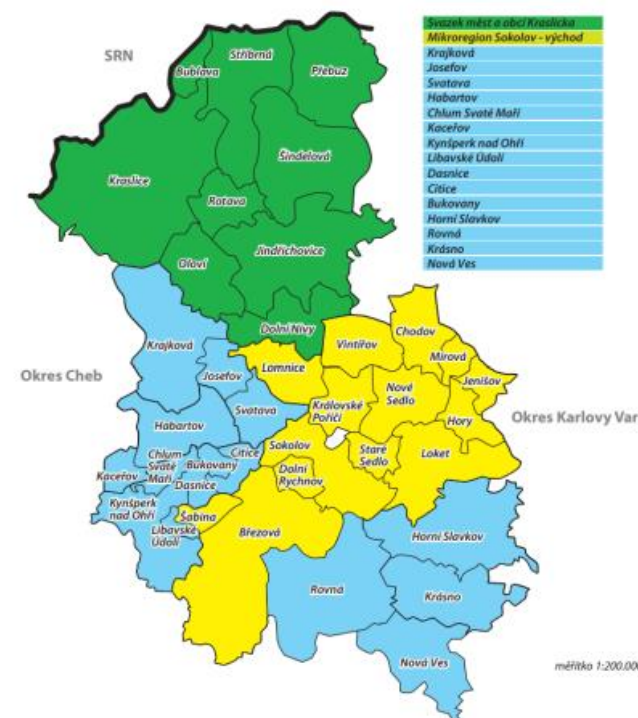 SRN
Stříbrná
Bublava
Přebuz
Kraslice
Šindelová
Rotava
Jindřichovice
Oloví
Dolní Nivy
Krajková
Josefov
Svatava
Habartov
Lomnice
Vintířov
Chodov
Mírová
Jenišov
Nové
Sedlo
Královské
Poříčí
Hory
Okres Cheb
Okres Karlovy Var
Sokolov
Staré
Sedlo
Loket
Dolní
Rychnov
Citice
Chlum
Svaté
Maří
Bukovany
Kaceřov
Dasnice
Kynšperk
nad Ohří
Šabina
Libavské
Údolí
Březová
Horní Slavkov
Rovná
Krásno
Nová Ves
Svazek měst a obcí Kraslicka
Mikroregion Sokolov - východ
Krajková
Josefov
Svatava
Habartov
Chlum Svaté Maří
Kaceřov
Kynšperk nad Ohří
Libavské Údolí
Dasnice
Citice
Bukovany
Horní Slavkov
Rovná
Krásno
Nová Ves
měřítko 1:200.000